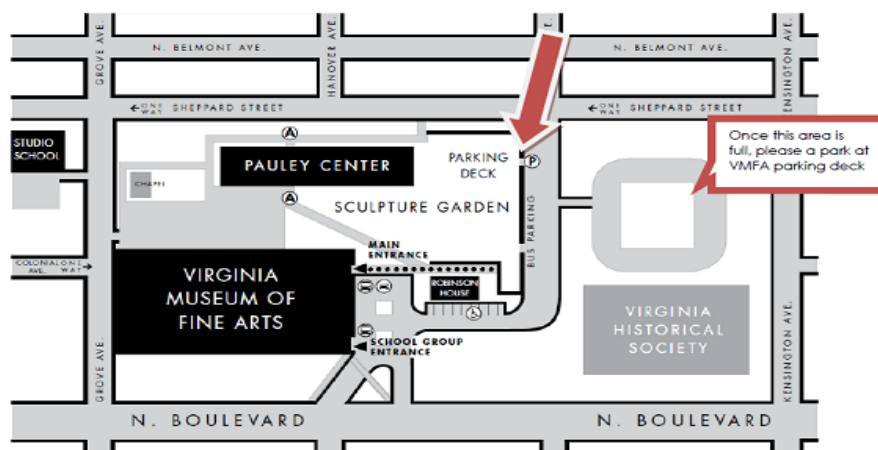 N. BELMONT AVE.
N. BELMONT AVE.
GROVE AVE.
HANOVER AVE.
E.
ENSINGTON AVE.
ONE WAY SHEPPARD STREET
ONE WAY SHEPPARD STREET
STUDIO
SCHOOL
A
PAULEY CENTER
PARKING
DECK
P
Once this area is
full, please a park at
VMFA parking deck
CHAPEL
A
SCULPTURE GARDEN
BUS PARKING
MAIN
ENTRANCE
COLONIAL ONE
AVE. WAY
VIRGINIA
MUSEUM OF
FINE ARTS
ROBINSON
HOUSE
VIRGINIA
HISTORICAL
SOCIETY
SCHOOL GROUP
ENTRANCE
GROVE AVE.
KENSINGTON AVE.
N. BOULEVARD
N. BOULEVARD